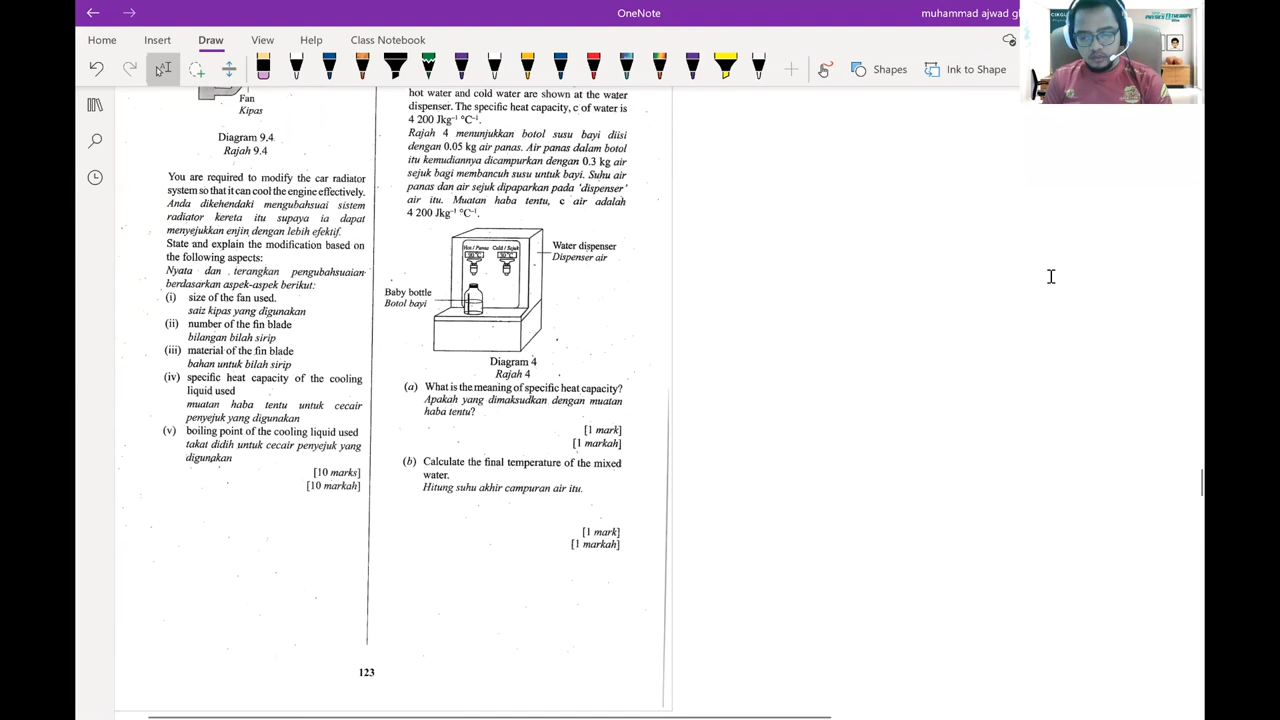 OneNote
muhammad ajwad
Home Insert Draw View Help Class Notebook
Shapes
Ink to Shape
Fan
Kipas
Diagram 9.4
Rajah 9.4
You are required to modify the car radiator
system so that it can cool the engine effectively.
Anda dikehendaki mengubahsuai sistem
radiator kereta itu supaya ia dapat
menyejukkan enjin dengan lebih efektif.
State and explain the modification based on
the following aspects:
Nyata dan terangkan pengubahsuaian
berdasarkan aspek-aspek berikut:
(i) size of the fan used.
saiz kipas yang digunakan
(ii) number of the fin blade
bilangan bilah sirip
(iii) material of the fin blade
bahan untuk bilah sirip
(iv) specific heat capacity of the cooling
liquid used
muatan haba tentu untuk cecair
penyejuk yang digunakan
(v) boiling point of the cooling liquid used
takat didih untuk cecair penyejuk yang
digunakan
[10 marks]
[10 markah]
hot water and cold water are shown at the water
dispenser. The specific heat capacity, c of water is
4 200 Jkg⁻¹ °C⁻¹.
Rajah 4 menunjukkan botol susu bayi diisi
dengan 0.05 kg air panas. Air panas dalam botol
itu kemudiannya dicampurkan dengan 0.3 kg air
sejuk bagi membancuh susu untuk bayi. Suhu air
panas dan air sejuk dipaparkan pada 'dispenser'
air itu. Muatan haba tentu, c air adalah
4 200 Jkg⁻¹ °C⁻¹.
Hot / Panas Cold / Sejuk
Water dispenser
Dispenser air
Baby bottle
Botol bayi
Diagram 4
Rajah 4
(a) What is the meaning of specific heat capacity?
Apakah yang dimaksudkan dengan muatan
haba tentu?
[1 mark]
[1 markah]
(b) Calculate the final temperature of the mixed
water.
Hitung suhu akhir campuran air itu.
[1 mark]
[1 markah]
123